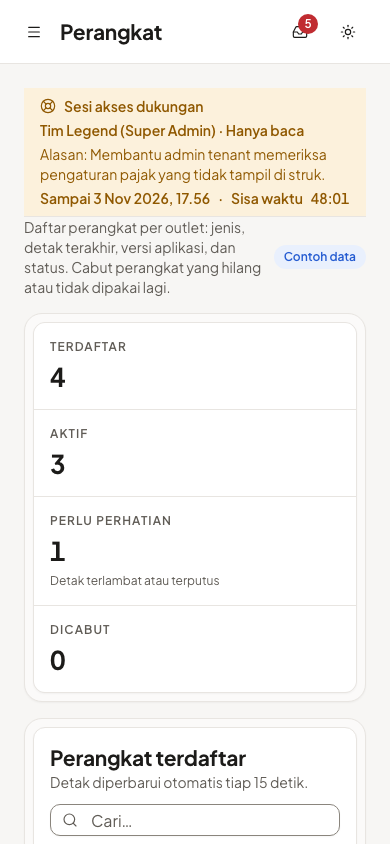 Perangkat
5
Sesi akses dukungan
Tim Legend (Super Admin) · Hanya baca
Alasan: Membantu admin tenant memeriksa
pengaturan pajak yang tidak tampil di struk.
Sampai 3 Nov 2026, 17.56 · Sisa waktu 48:01
Daftar perangkat per outlet: jenis,
detak terakhir, versi aplikasi, dan
status. Cabut perangkat yang hilang
atau tidak dipakai lagi.
Contoh data
TERDAFTAR
4
AKTIF
3
PERLU PERHATIAN
1
Detak terlambat atau terputus
DICABUT
0
Perangkat terdaftar
Detak diperbarui otomatis tiap 15 detik.
Cari...